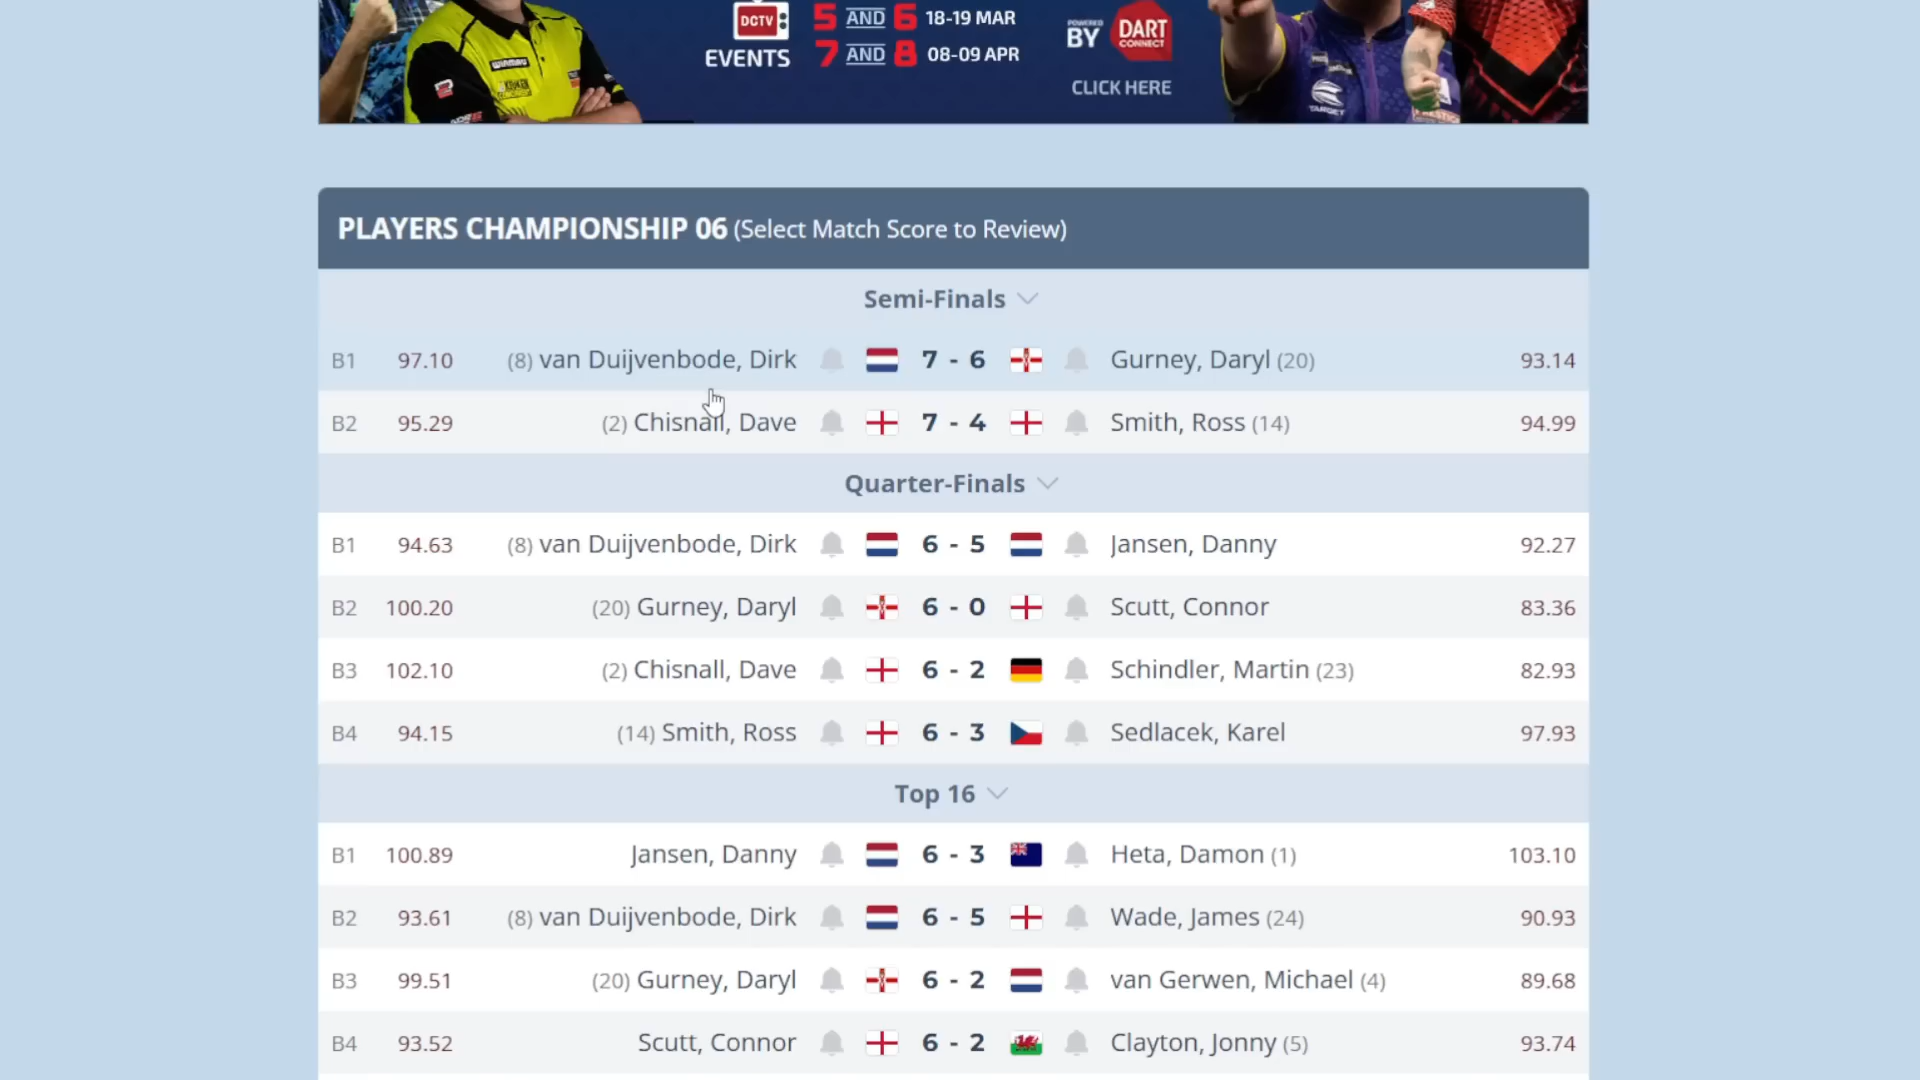 DCTV
EVENTS
5 AND 6 18-19 MAR
7 AND 8 08-09 APR
POWERED
BY DART
CONNECT
CLICK HERE
WINMAU
TARGET
PLAYERS CHAMPIONSHIP 06 (Select Match Score to Review)
Semi-Finals
B1 97.10 (8) van Duijvenbode, Dirk 7 - 6 Gurney, Daryl (20) 93.14
B2 95.29 (2) Chisnall, Dave 7 - 4 Smith, Ross (14) 94.99
Quarter-Finals
B1 94.63 (8) van Duijvenbode, Dirk 6 - 5 Jansen, Danny 92.27
B2 100.20 (20) Gurney, Daryl 6 - 0 Scutt, Connor 83.36
B3 102.10 (2) Chisnall, Dave 6 - 2 Schindler, Martin (23) 82.93
B4 94.15 (14) Smith, Ross 6 - 3 Sedlacek, Karel 97.93
Top 16
B1 100.89 Jansen, Danny 6 - 3 Heta, Damon (1) 103.10
B2 93.61 (8) van Duijvenbode, Dirk 6 - 5 Wade, James (24) 90.93
B3 99.51 (20) Gurney, Daryl 6 - 2 van Gerwen, Michael (4) 89.68
B4 93.52 Scutt, Connor 6 - 2 Clayton, Jonny (5) 93.74